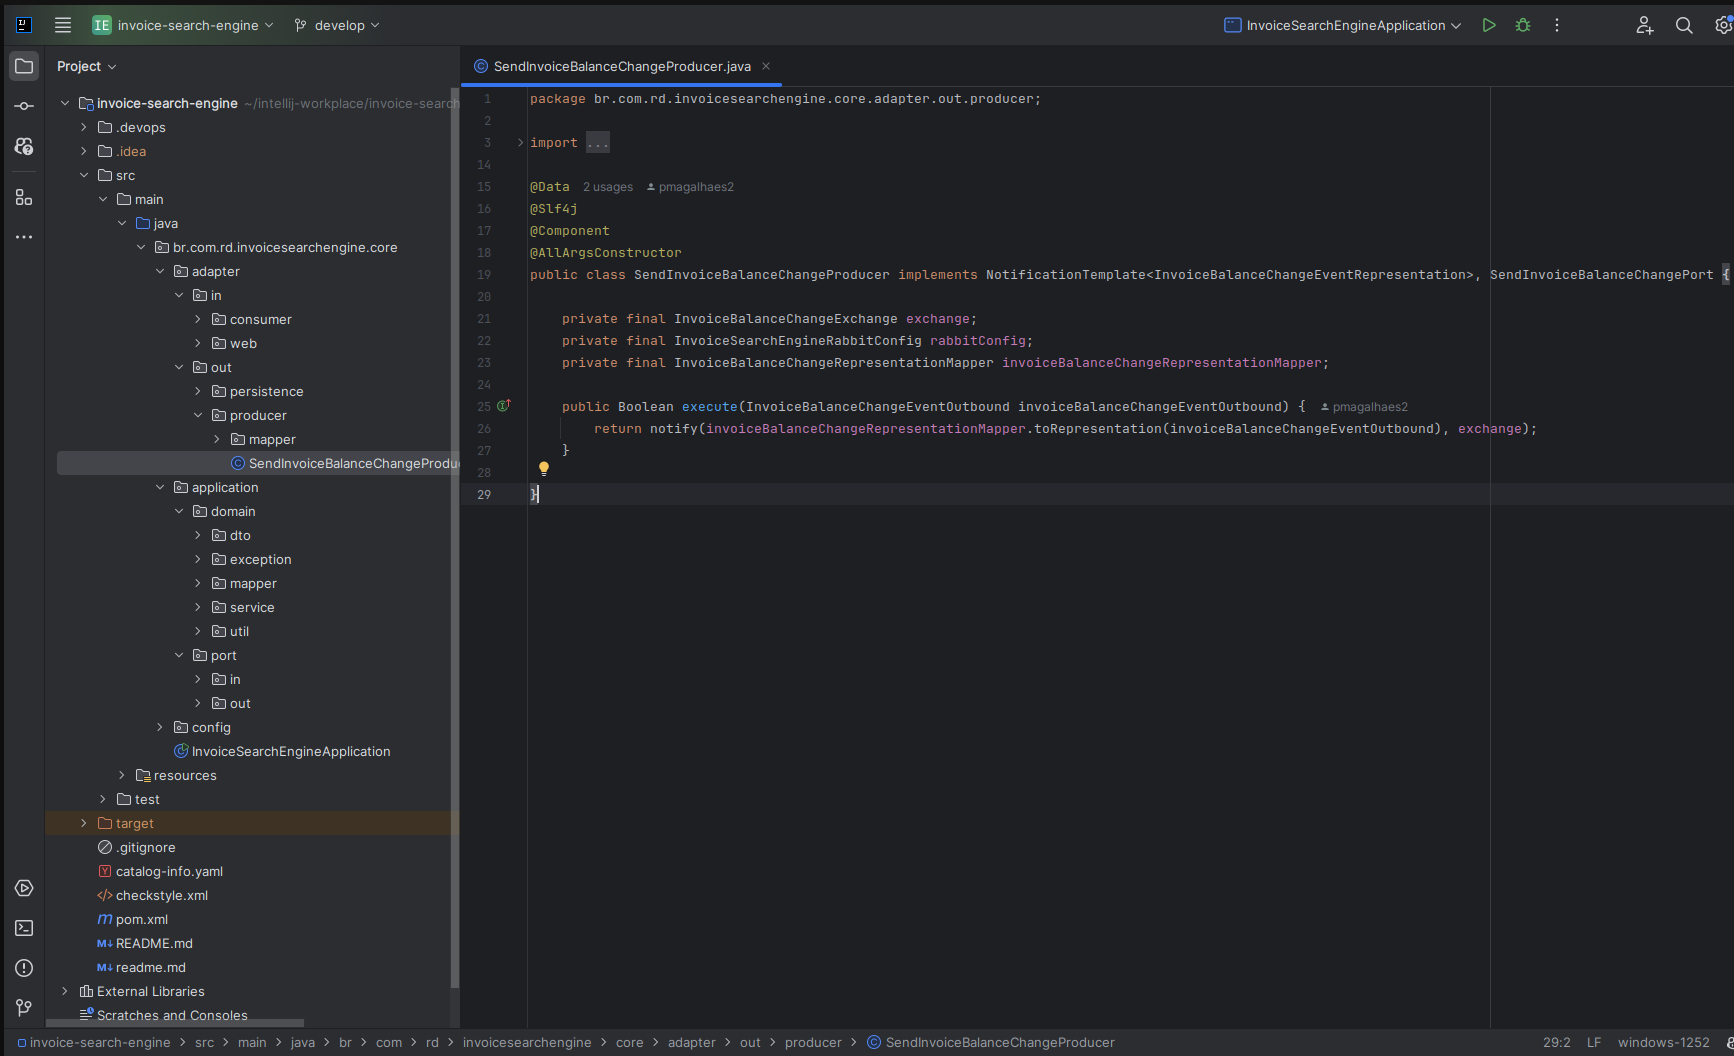 IE invoice-search-engine develop InvoiceSearchEngineApplication
Project
invoice-search-engine ~/intellij-workplace/invoice-search
.devops
.idea
src
main
java
br.com.rd.invoicesearchengine.core
adapter
in
consumer
web
out
persistence
producer
mapper
SendInvoiceBalanceChangeProdu
application
domain
dto
exception
mapper
service
util
port
in
out
config
InvoiceSearchEngineApplication
resources
test
target
.gitignore
catalog-info.yaml
checkstyle.xml
pom.xml
README.md
readme.md
External Libraries
Scratches and Consoles
SendInvoiceBalanceChangeProducer.java
1 package br.com.rd.invoicesearchengine.core.adapter.out.producer;
2
3 import ...
14
15 @Data 2 usages pmagalhaes2
16 @Slf4j
17 @Component
18 @AllArgsConstructor
19 public class SendInvoiceBalanceChangeProducer implements NotificationTemplate<InvoiceBalanceChangeEventRepresentation>, SendInvoiceBalanceChangePort {
20
21 private final InvoiceBalanceChangeExchange exchange;
22 private final InvoiceSearchEngineRabbitConfig rabbitConfig;
23 private final InvoiceBalanceChangeRepresentationMapper invoiceBalanceChangeRepresentationMapper;
24
25 public Boolean execute(InvoiceBalanceChangeEventOutbound invoiceBalanceChangeEventOutbound) { pmagalhaes2
26 return notify(invoiceBalanceChangeRepresentationMapper.toRepresentation(invoiceBalanceChangeEventOutbound), exchange);
27 }
28
29 }
invoice-search-engine > src > main > java > br > com > rd > invoicesearchengine > core > adapter > out > producer > SendInvoiceBalanceChangeProducer 29:2 LF windows-1252